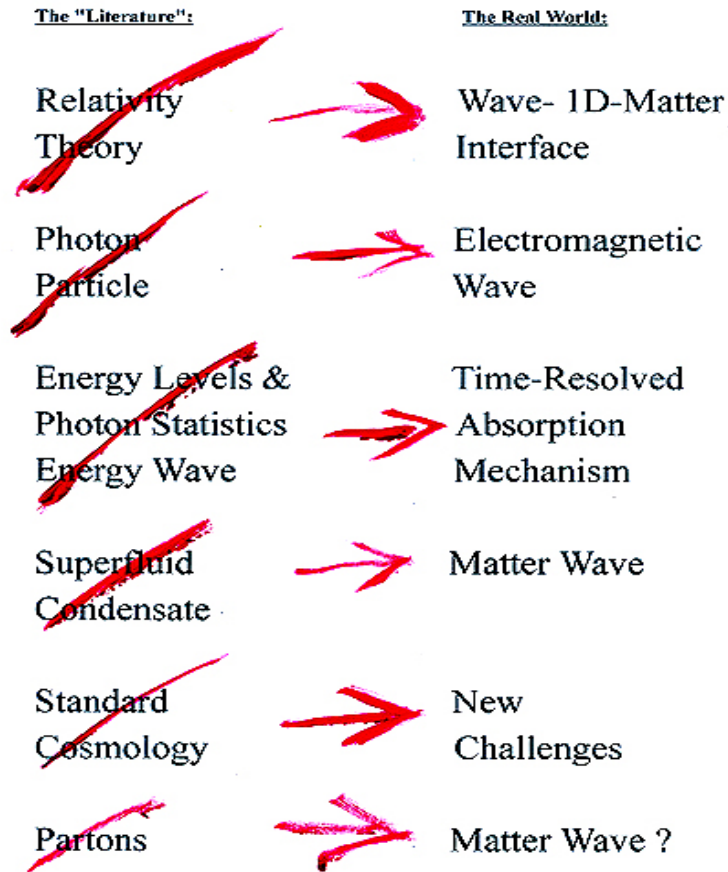 The "Literature":
The Real World:
Relativity
Theory
Wave- 1D-Matter
Interface
Photon
Particle
Electromagnetic
Wave
Energy Levels &
Photon Statistics
Energy Wave
Time-Resolved
Absorption
Mechanism
Superfluid
Condensate
Matter Wave
Standard
Cosmology
New
Challenges
Partons
Matter Wave ?